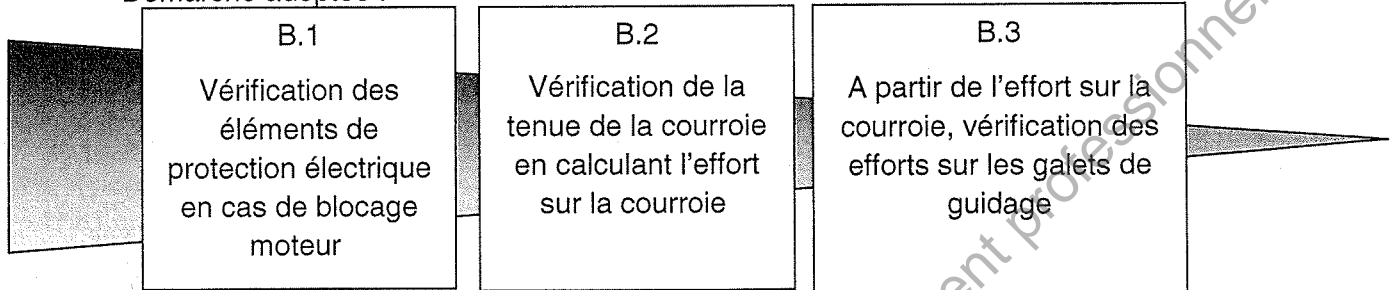 B.1
Vérification des
éléments de
protection électrique
en cas de blocage
moteur
B.2
Vérification de la
tenue de la courroie
en calculant l'effort
sur la courroie
B.3
A partir de l'effort sur la
courroie, vérification des
efforts sur les galets de
guidage